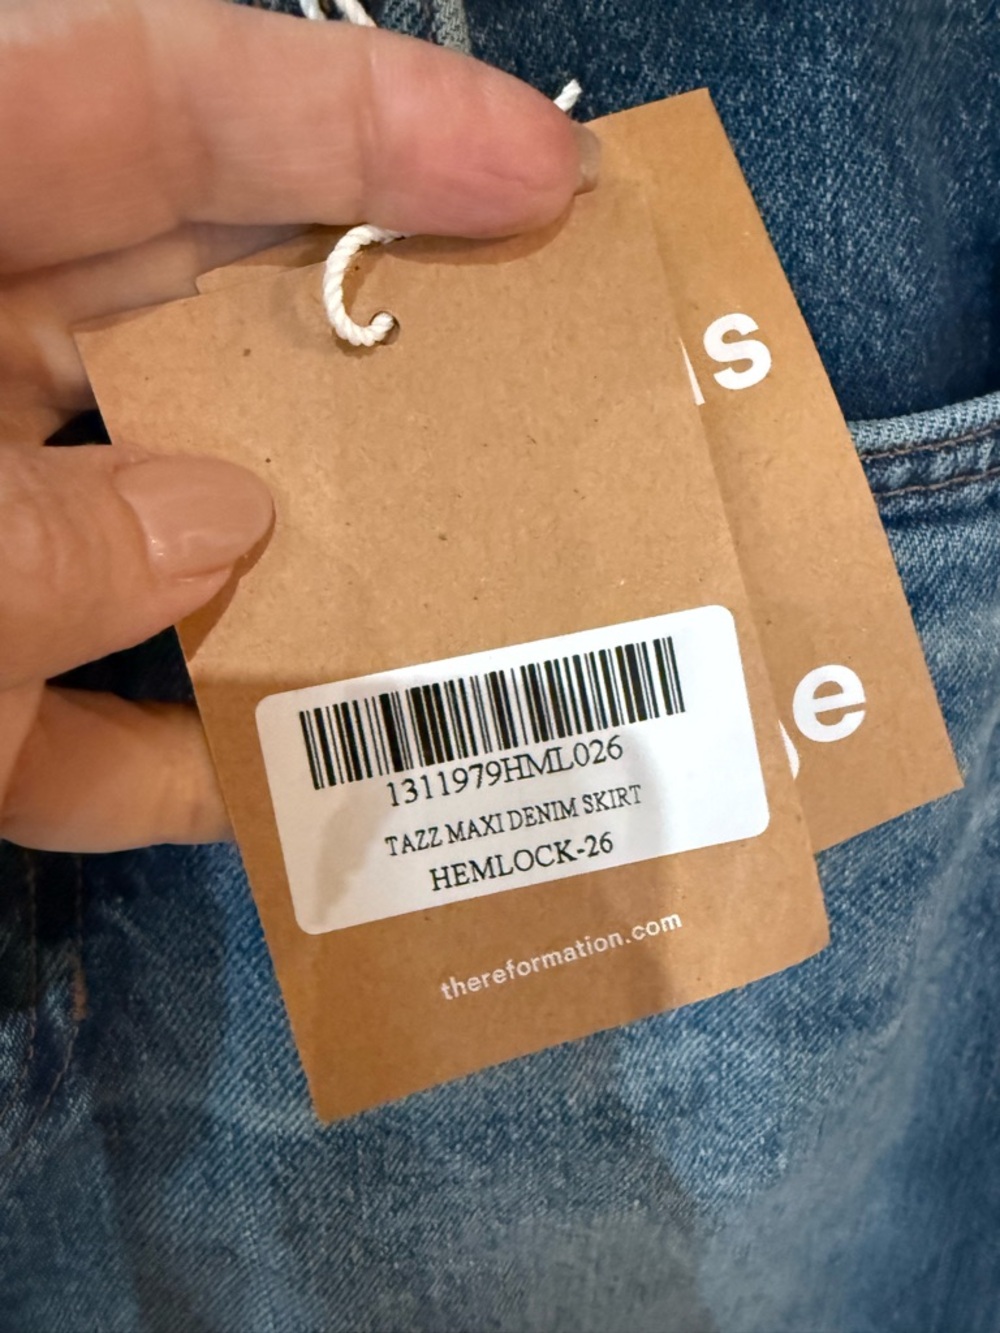 s
e
1311979HML026
TAZZ MAXI DENIM SKIRT
HEMLOCK-26
thereformation.com